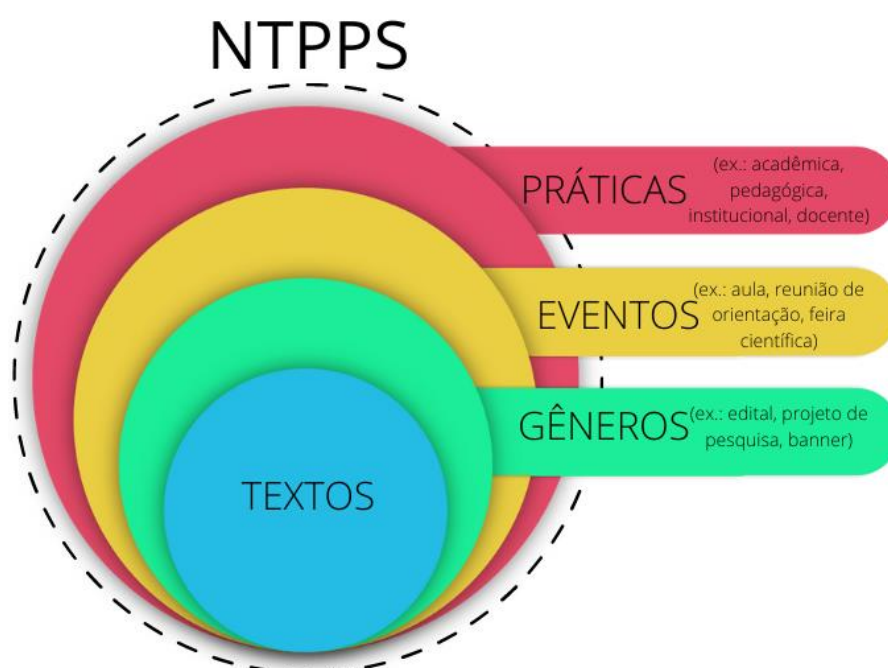 NTPPS
PRÁTICAS
(ex.: acadêmica,
pedagógica,
institucional, docente)
EVENTOS
(ex.: aula, reunião de
orientação, feira
científica)
GÊNEROS
(ex.: edital, projeto de
pesquisa, banner)
TEXTOS